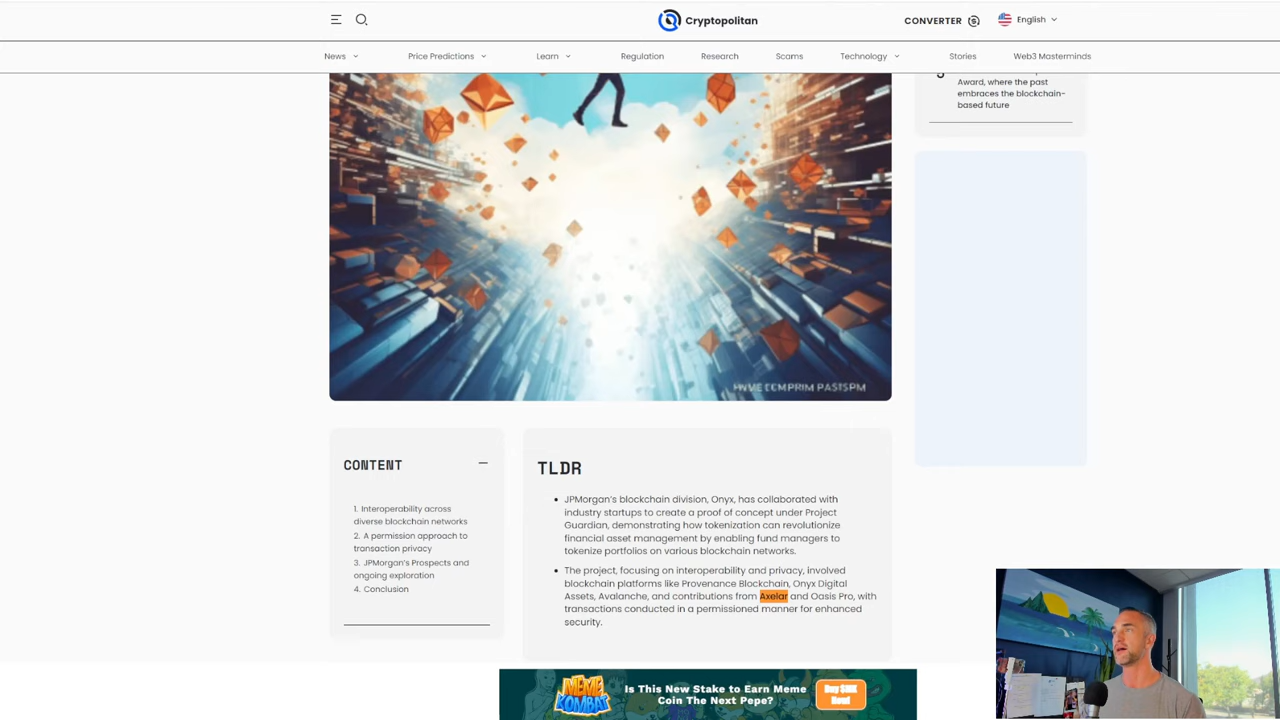 Cryptopolitan
CONVERTER
English
News
Price Predictions
Learn
Regulation
Research
Scams
Technology
Stories
Web3 Masterminds
Award, where the past
embraces the blockchain-
based future
CONTENT
1. Interoperability across
diverse blockchain networks
2. A permission approach to
transaction privacy
3. JPMorgan's Prospects and
ongoing exploration
4. Conclusion
TLDR
• JPMorgan's blockchain division, Onyx, has collaborated with
industry startups to create a proof of concept under Project
Guardian, demonstrating how tokenization can revolutionize
financial asset management by enabling fund managers to
tokenize portfolios on various blockchain networks.
• The project, focusing on interoperability and privacy, involved
blockchain platforms like Provenance Blockchain, Onyx Digital
Assets, Avalanche, and contributions from Axelar and Oasis Pro, with
transactions conducted in a permissioned manner for enhanced
security.
MEME
KOMBAT
Is This New Stake to Earn Meme
Coin The Next Pepe?
Buy $MK
Now!